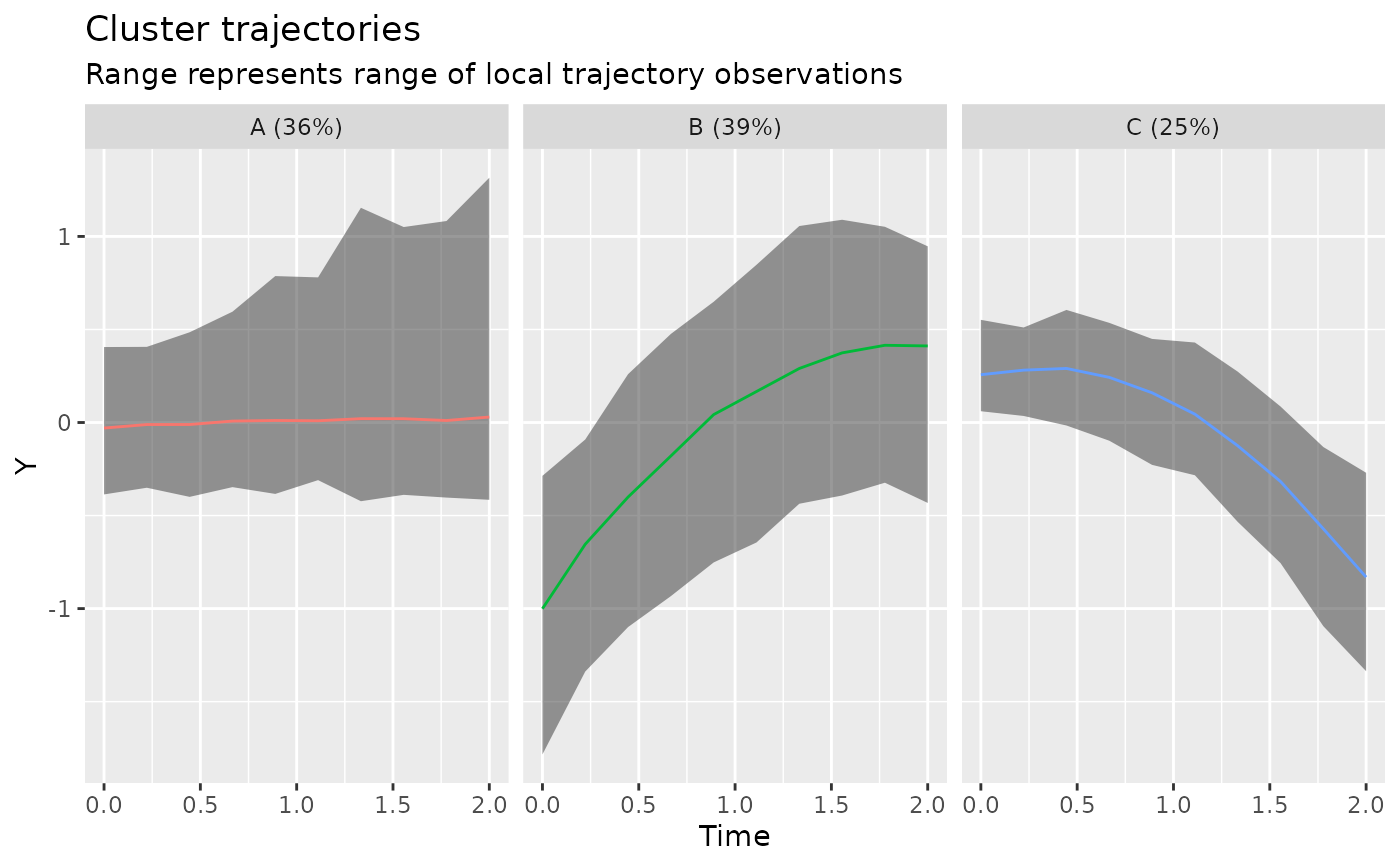 Cluster trajectories
Range represents range of local trajectory observations
A (36%)
B (39%)
C (25%)
Y
1
0
-1
0.0 0.5 1.0 1.5 2.0
0.0 0.5 1.0 1.5 2.0
0.0 0.5 1.0 1.5 2.0
Time